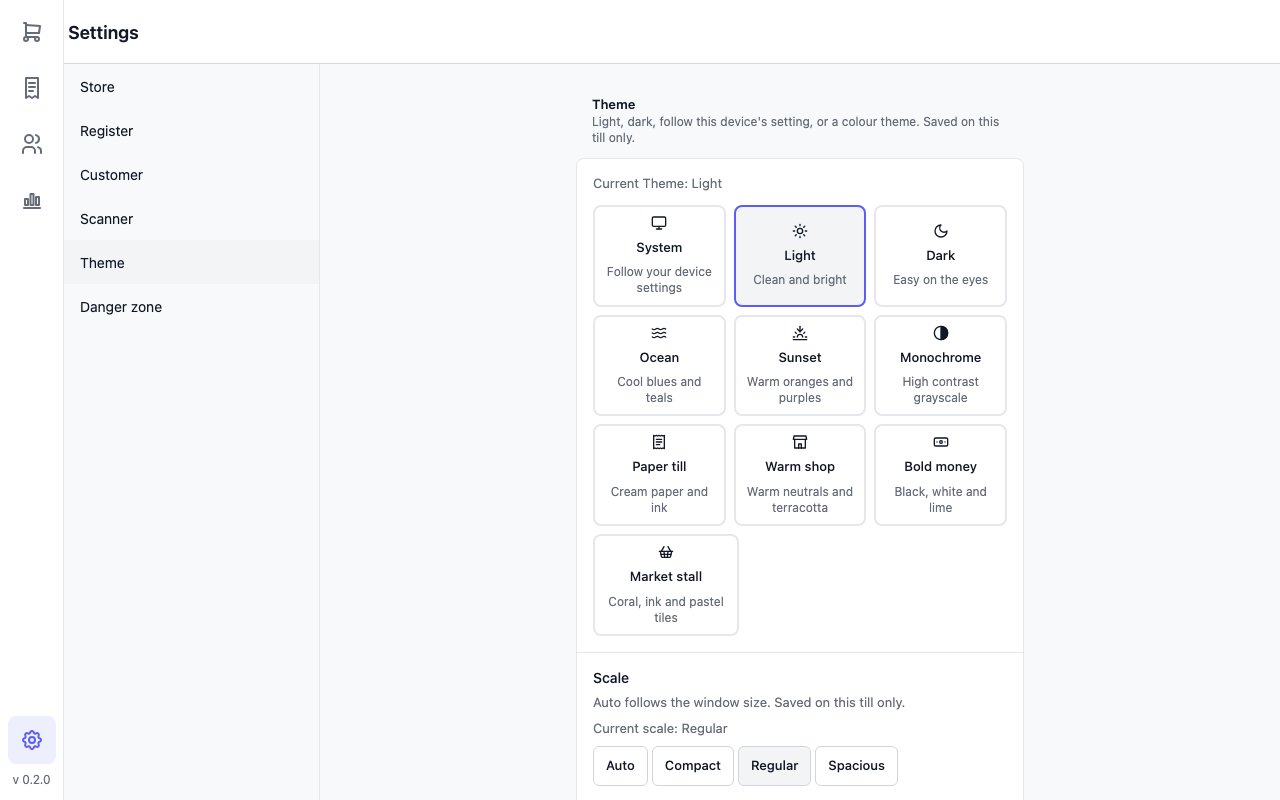 Settings
Store
Register
Customer
Scanner
Theme
Danger zone
v 0.2.0
Theme
Light, dark, follow this device's setting, or a colour theme. Saved on this
till only.
Current Theme: Light
System
Follow your device
settings
Light
Clean and bright
Dark
Easy on the eyes
Ocean
Cool blues and
teals
Sunset
Warm oranges and
purples
Monochrome
High contrast
grayscale
Paper till
Cream paper and
ink
Warm shop
Warm neutrals and
terracotta
Bold money
Black, white and
lime
Market stall
Coral, ink and pastel
tiles
Scale
Auto follows the window size. Saved on this till only.
Current scale: Regular
Auto
Compact
Regular
Spacious